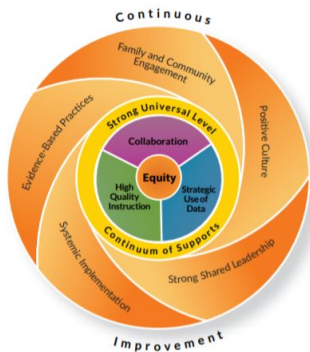 Continuous
Family and Community
Engagement
Positive Culture
Evidence-Based Practices
Strong Universal Level
Collaboration
Equity
High
Quality
Instruction
Strategic
Use of
Data
Continuum of Supports
Systemic Implementation
Strong Shared Leadership
Improvement